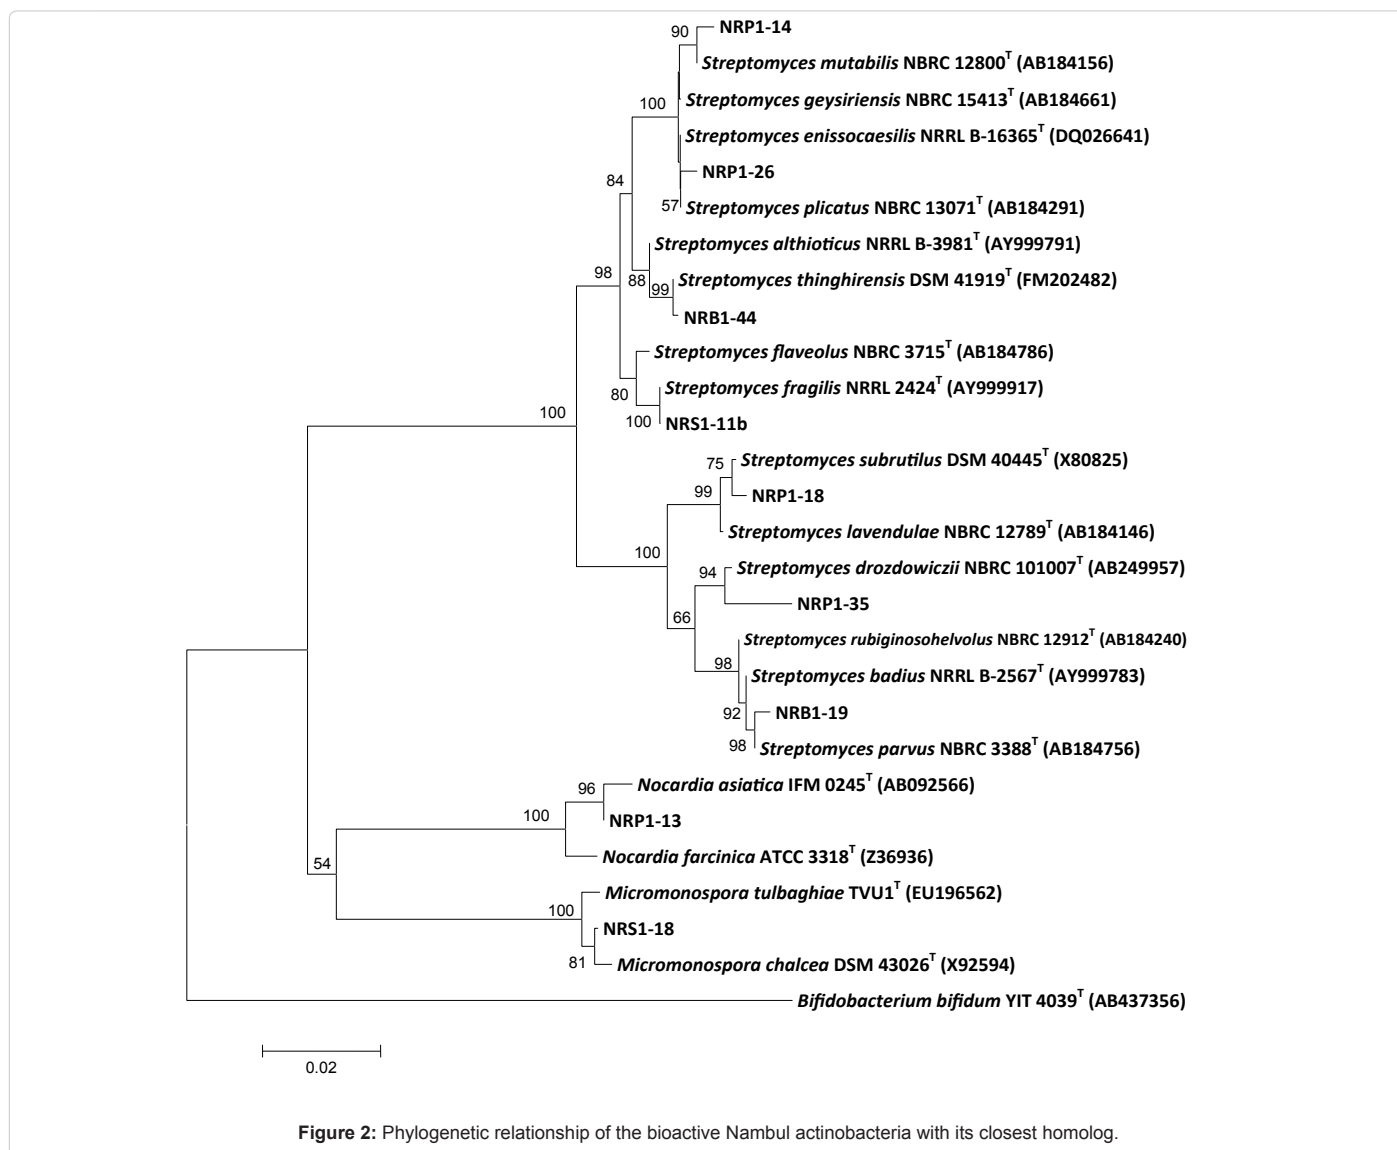 90 NRP1-14
Streptomyces mutabilis NBRC 12800ᵀ (AB184156)
Streptomyces geysiriensis NBRC 15413ᵀ (AB184661)
100
Streptomyces enissocaesilis NRRL B-16365ᵀ (DQ026641)
NRP1-26
84
57 Streptomyces plicatus NBRC 13071ᵀ (AB184291)
Streptomyces althioticus NRRL B-3981ᵀ (AY999791)
98
88 Streptomyces thinghirensis DSM 41919ᵀ (FM202482)
99
NRB1-44
Streptomyces flaveolus NBRC 3715ᵀ (AB184786)
80 Streptomyces fragilis NRRL 2424ᵀ (AY999917)
100
100 NRS1-11b
75 Streptomyces subrutilus DSM 40445ᵀ (X80825)
99 NRP1-18
Streptomyces lavendulae NBRC 12789ᵀ (AB184146)
100
94 Streptomyces drozdowiczii NBRC 101007ᵀ (AB249957)
NRP1-35
66
Streptomyces rubiginosohelvolus NBRC 12912ᵀ (AB184240)
98
Streptomyces badius NRRL B-2567ᵀ (AY999783)
92 NRB1-19
98 Streptomyces parvus NBRC 3388ᵀ (AB184756)
96 Nocardia asiatica IFM 0245ᵀ (AB092566)
100 NRP1-13
Nocardia farcinica ATCC 3318ᵀ (Z36936)
54
Micromonospora tulbaghiae TVU1ᵀ (EU196562)
100
NRS1-18
81 Micromonospora chalcea DSM 43026ᵀ (X92594)
Bifidobacterium bifidum YIT 4039ᵀ (AB437356)
0.02
Figure 2: Phylogenetic relationship of the bioactive Nambul actinobacteria with its closest homolog.